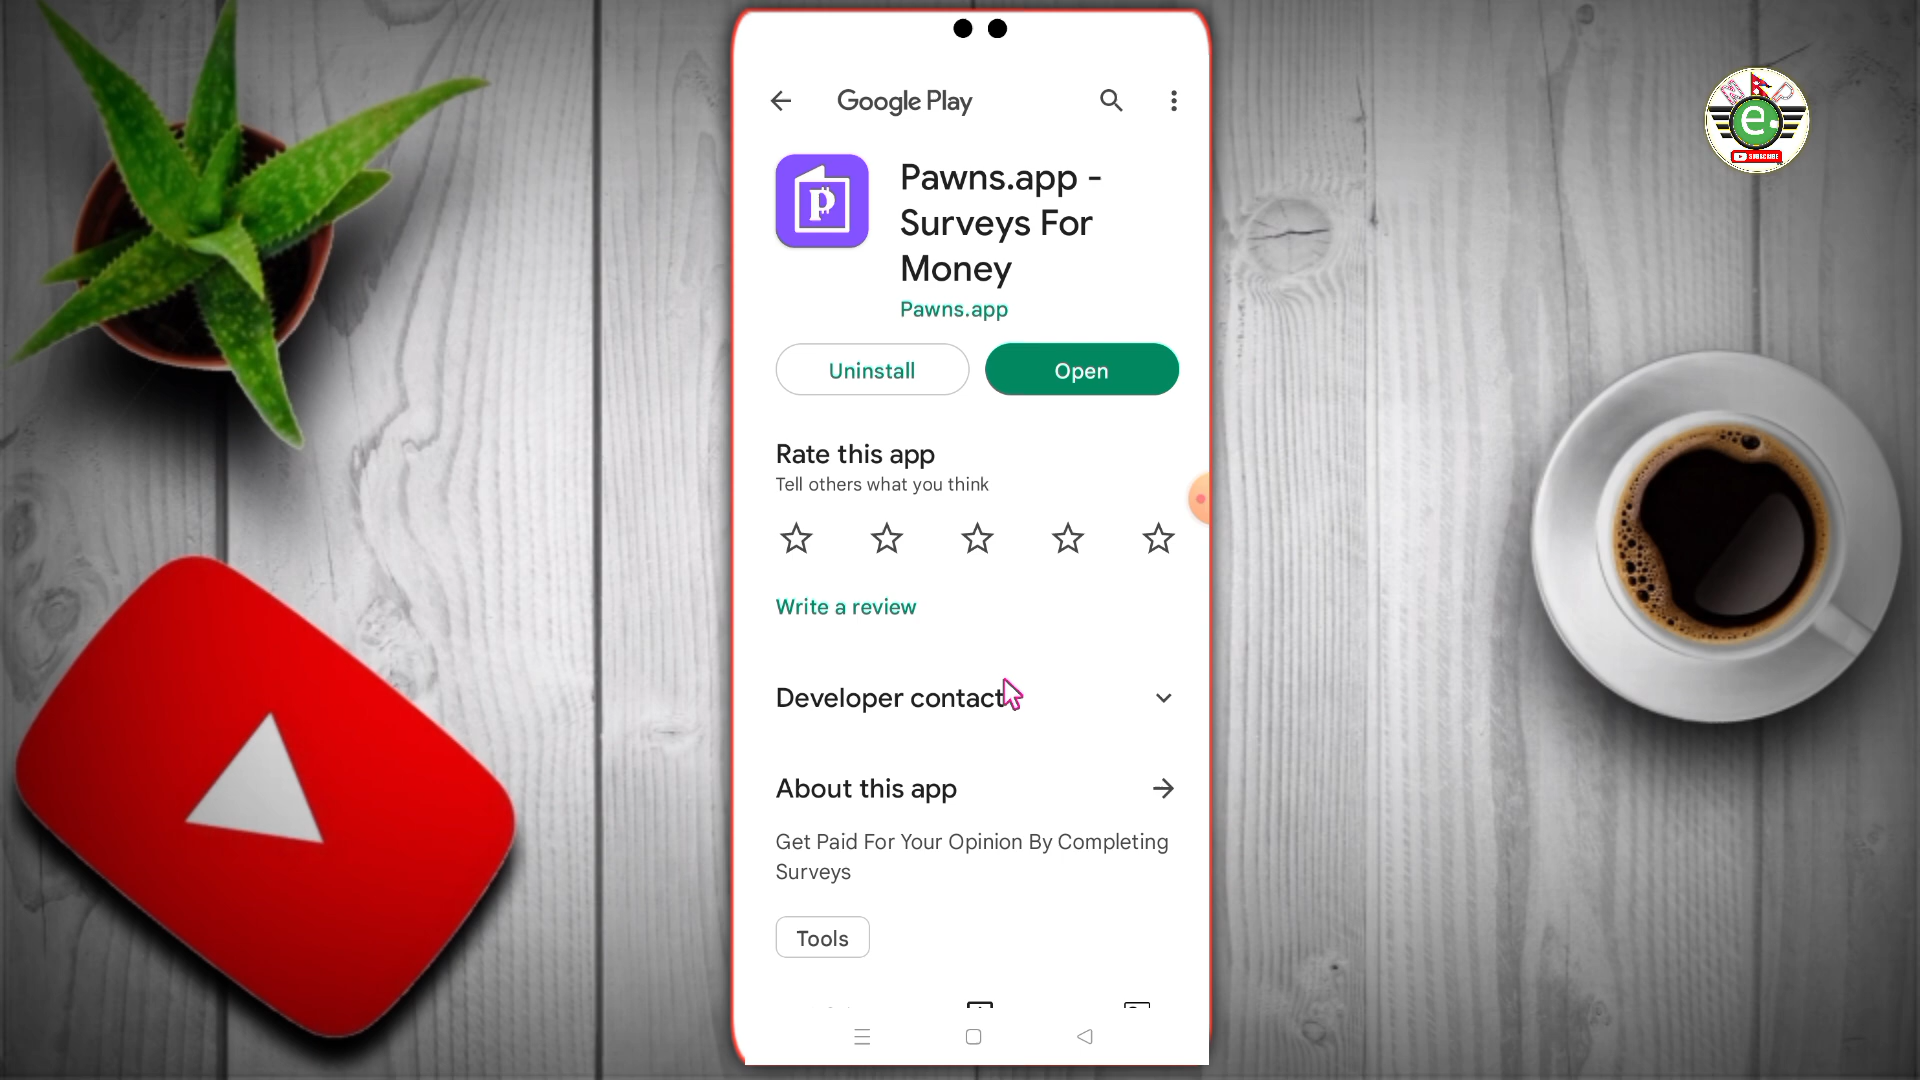 Google Play
Pawns.app -
Surveys For
Money
Pawns.app
Uninstall
Open
Rate this app
Tell others what you think
Write a review
Developer contact
About this app
Get Paid For Your Opinion By Completing
Surveys
Tools
N P
e
SUBSCRIBE